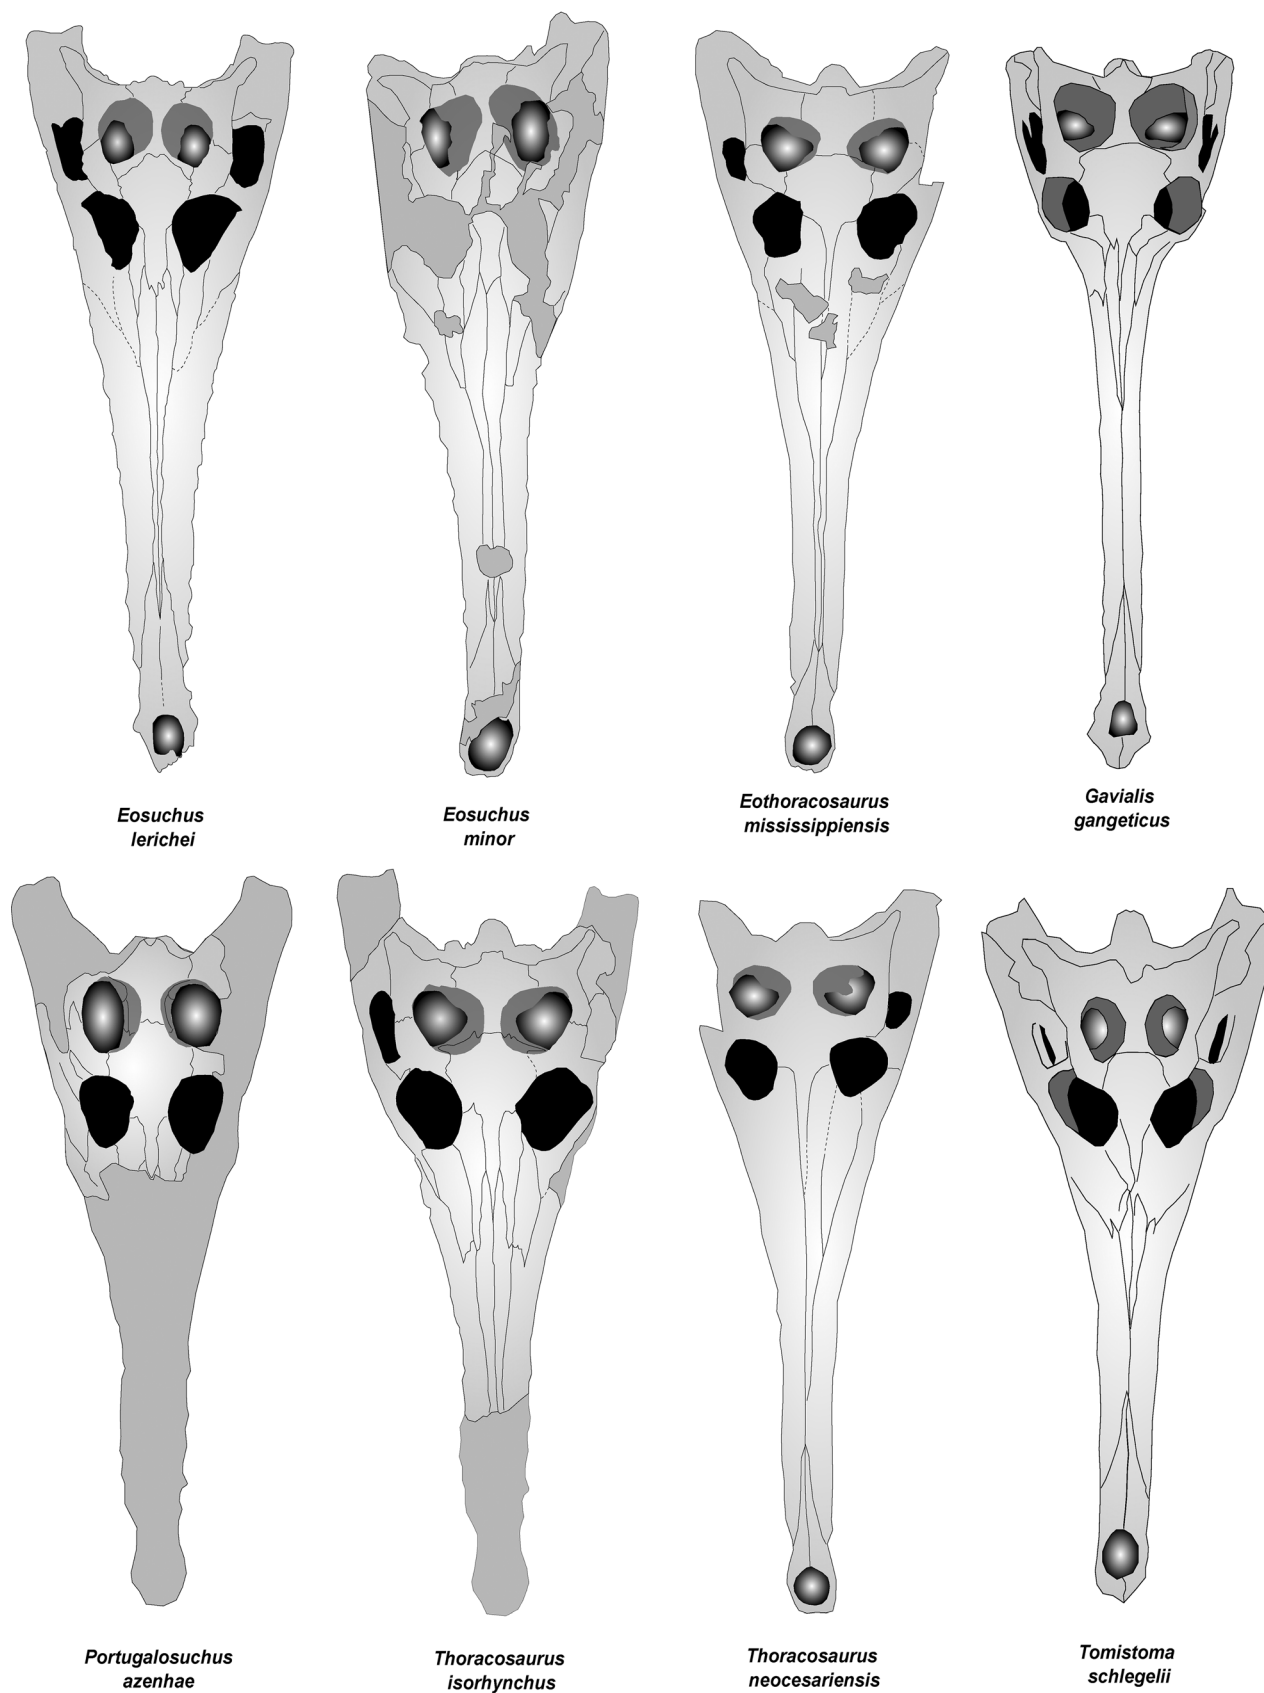 Eosuchus
lerichei
Eosuchus
minor
Eothoracosaurus
mississippiensis
Gavialis
gangeticus
Portugalosuchus
azenhae
Thoracosaurus
isorhynchus
Thoracosaurus
neocesariensis
Tomistoma
schlegelii